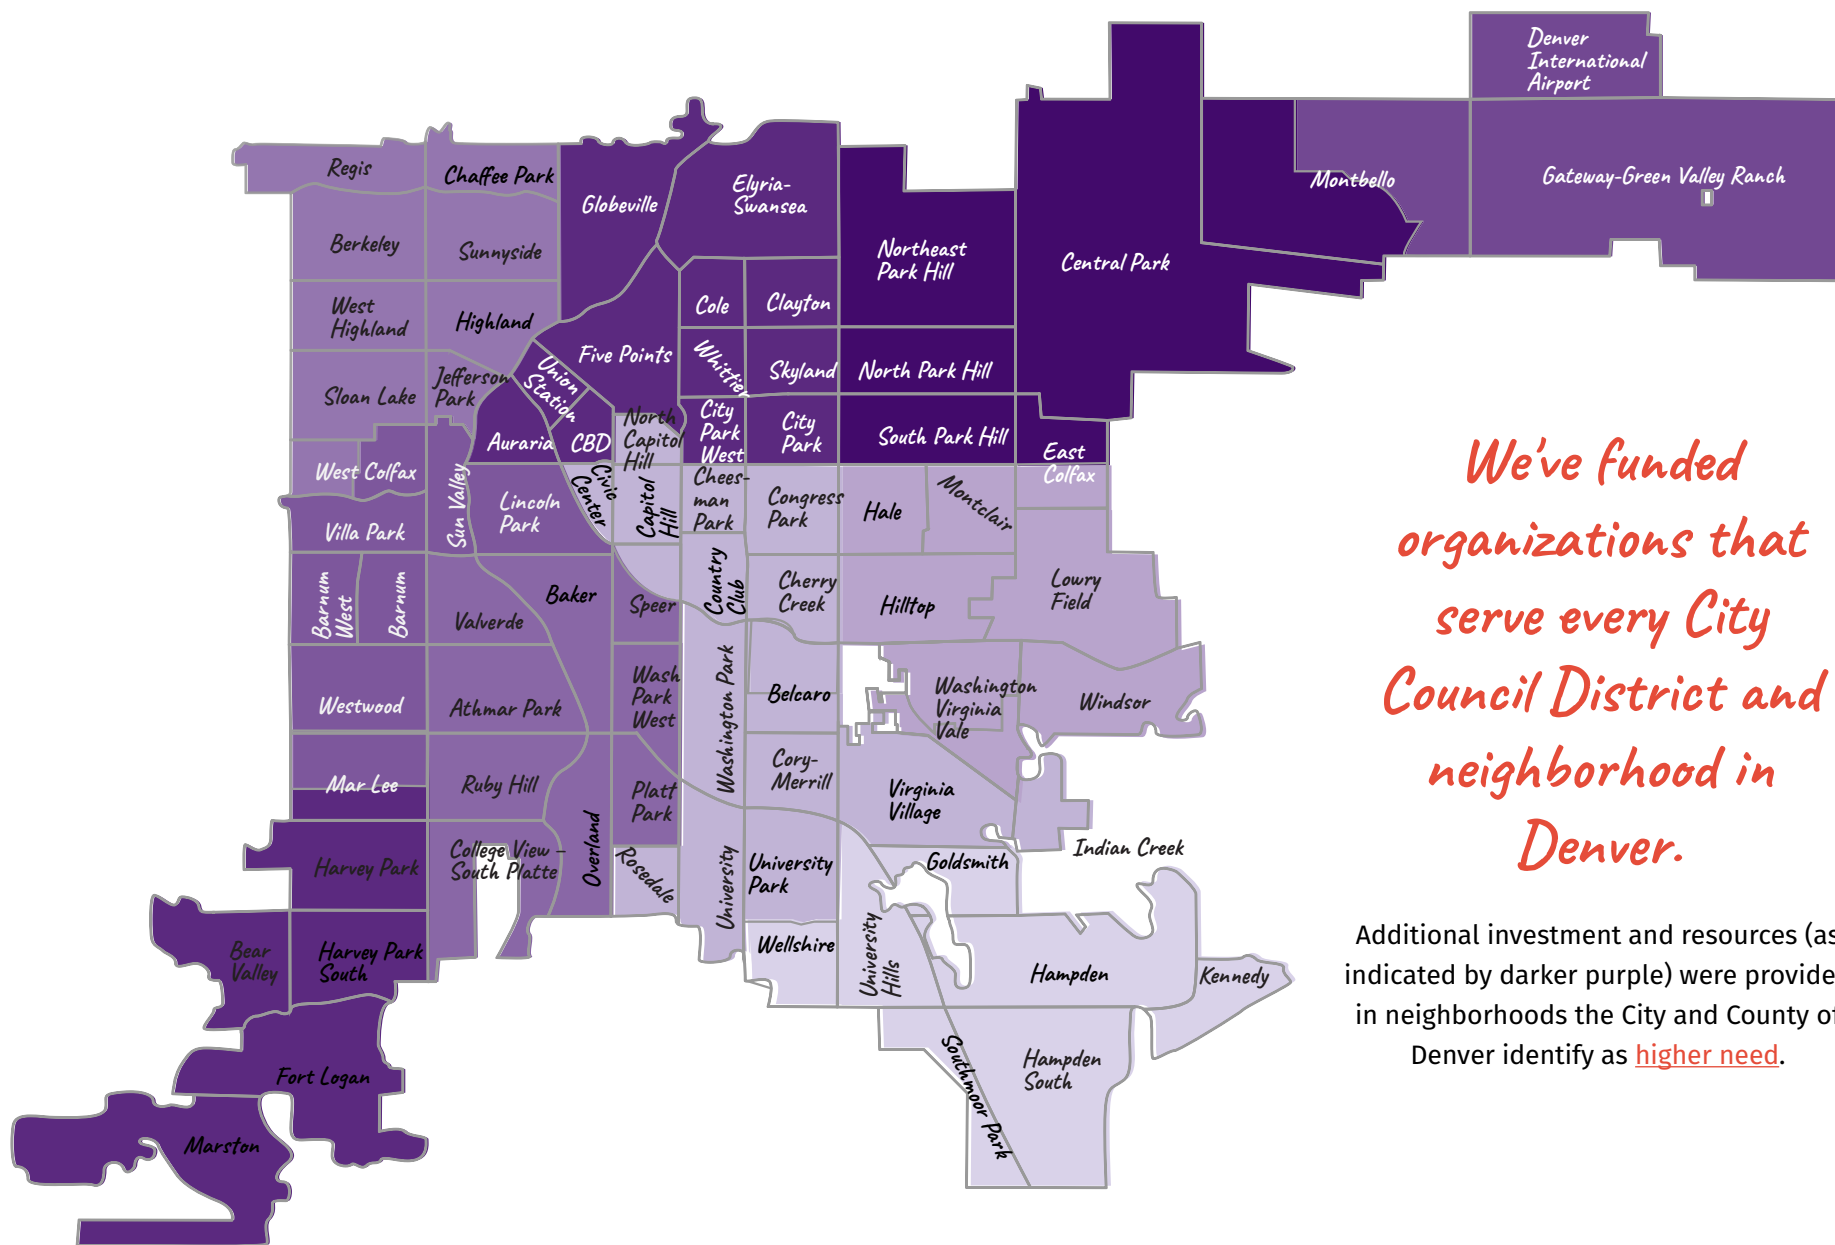 Denver
International
Airport
Regis
Chaffee Park
Globeville
Elyria-
Swansea
Montbello
Gateway-Green Valley Ranch
Berkeley
Sunnyside
Northeast
Park Hill
Central Park
West
Highland
Highland
Cole
Clayton
Five Points
Whittier
Skyland
North Park Hill
Union
Station
Sloan Lake
Jefferson
Park
Auraria
CBD
North
Capitol
Hill
City
Park
West
City
Park
South Park Hill
East
Colfax
West Colfax
Sun Valley
Lincoln
Park
Civic
Center
Capitol
Hill
Chees-
man
Park
Congress
Park
Hale
Montclair
Villa Park
Barnum
West
Barnum
Valverde
Baker
Speer
Country
Club
Cherry
Creek
Hilltop
Lowry
Field
Westwood
Athmar Park
Wash
Park
West
Washington Park
Belcaro
Washington
Virginia
Vale
Windsor
Mar Lee
Ruby Hill
Platt
Park
Cory-
Merrill
Virginia
Village
Harvey Park
College View –
South Platte
Overland
Rosedale
University
University
Park
Goldsmith
Indian Creek
Bear
Valley
Harvey Park
South
Wellshire
University
Hills
Hampden
Kennedy
Fort Logan
Southmoor Park
Hampden
South
Marston
We've funded
organizations that
serve every City
Council District and
neighborhood in
Denver.
Additional investment and resources (as
indicated by darker purple) were provide
in neighborhoods the City and County of
Denver identify as higher need.